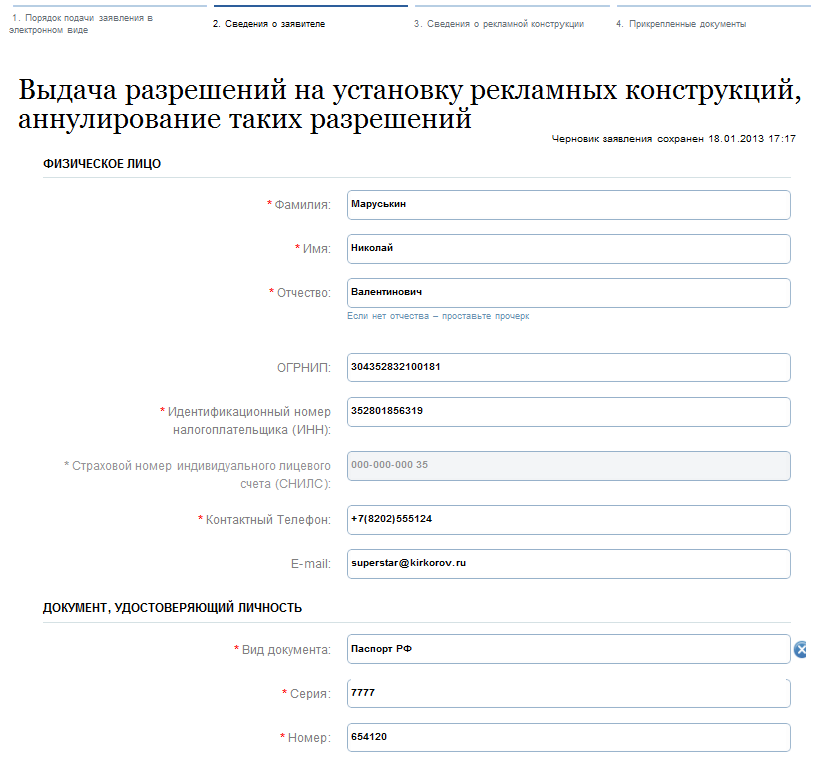 1. Порядок подачи заявления в
электронном виде
2. Сведения о заявителе
3. Сведения о рекламной конструкции
4. Прикрепленные документы
Выдача разрешений на установку рекламных конструкций,
аннулирование таких разрешений
Черновик заявления сохранен 18.01.2013 17:17
ФИЗИЧЕСКОЕ ЛИЦО
* Фамилия: Маруськин
* Имя: Николай
* Отчество: Валентинович
Если нет отчества – проставьте прочерк
ОГРНИП: 304352832100181
* Идентификационный номер
налогоплательщика (ИНН): 352801856319
* Страховой номер индивидуального лицевого
счета (СНИЛС): 000-000-000 35
* Контактный Телефон: +7(8202)555124
E-mail: superstar@kirkorov.ru
ДОКУМЕНТ, УДОСТОВЕРЯЮЩИЙ ЛИЧНОСТЬ
* Вид документа: Паспорт РФ
* Серия: 7777
* Номер: 654120